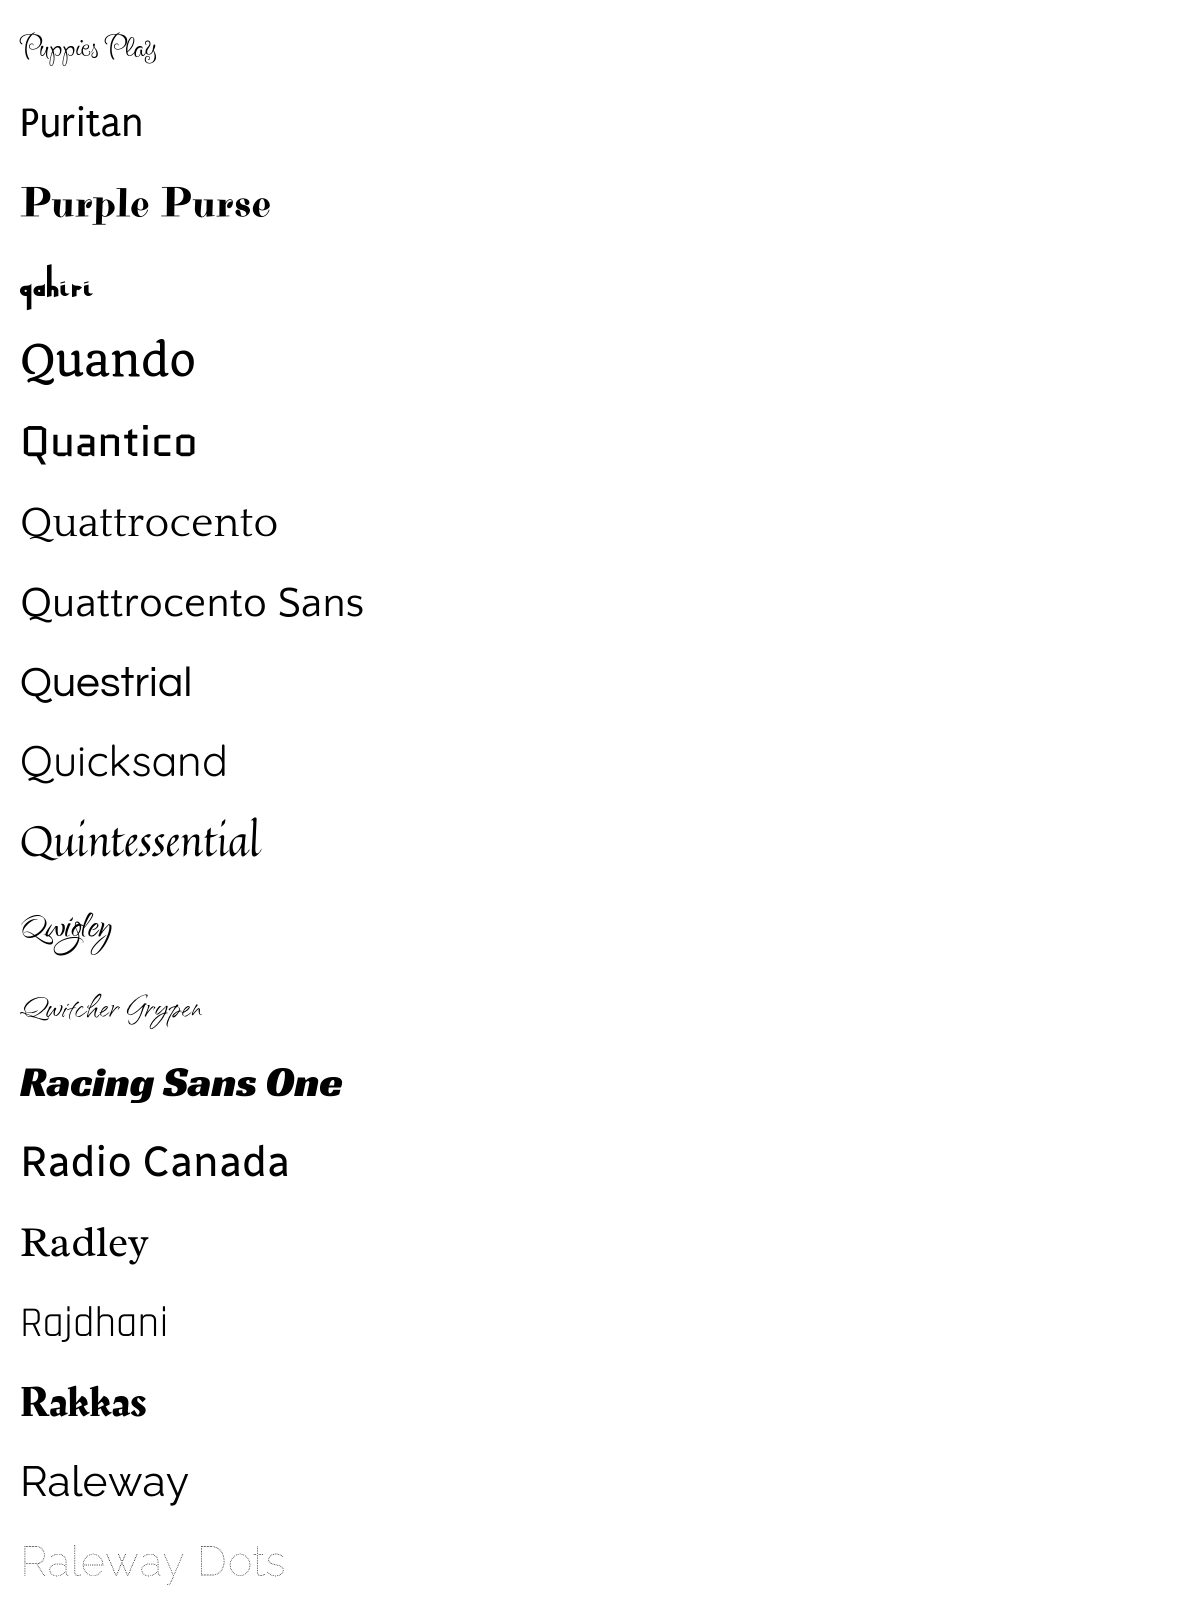 Puppies Play
Puritan
Purple Purse
qahiri
Quando
Quantico
Quattrocento
Quattrocento Sans
Questrial
Quicksand
Quintessential
Qwigley
Qwitcher Grypen
Racing Sans One
Radio Canada
Radley
Rajdhani
Rakkas
Raleway
Raleway Dots